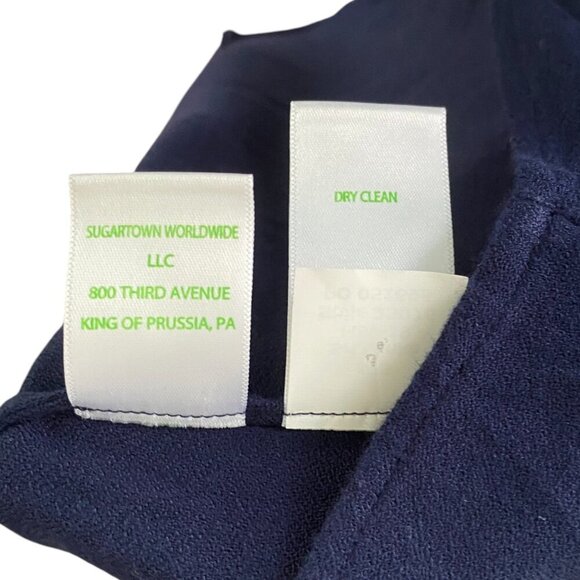 SUGARTOWN WORLDWIDE
LLC
800 THIRD AVENUE
KING OF PRUSSIA, PA
DRY CLEAN